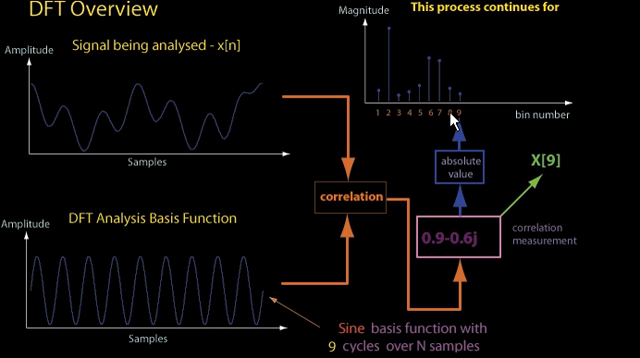 DFT Overview
This process continues for
Magnitude
Amplitude
Signal being analysed - x[n]
1 2 3 4 5 6 7 8 9
bin number
Samples
absolute
value
X[9]
correlation
DFT Analysis Basis Function
Amplitude
0.9-0.6j
correlation
measurement
Samples
Sine basis function with
9 cycles over N samples